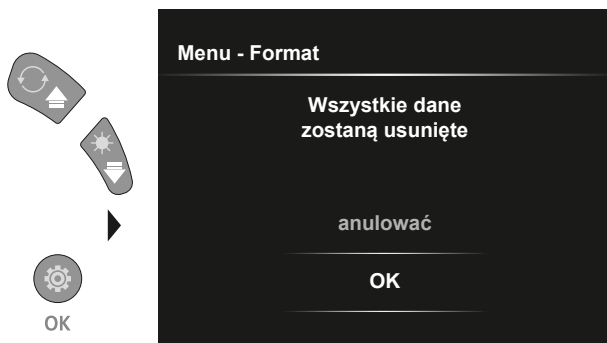 Menu - Format
Wszystkie dane
zostaną usunięte
anulować
OK
OK